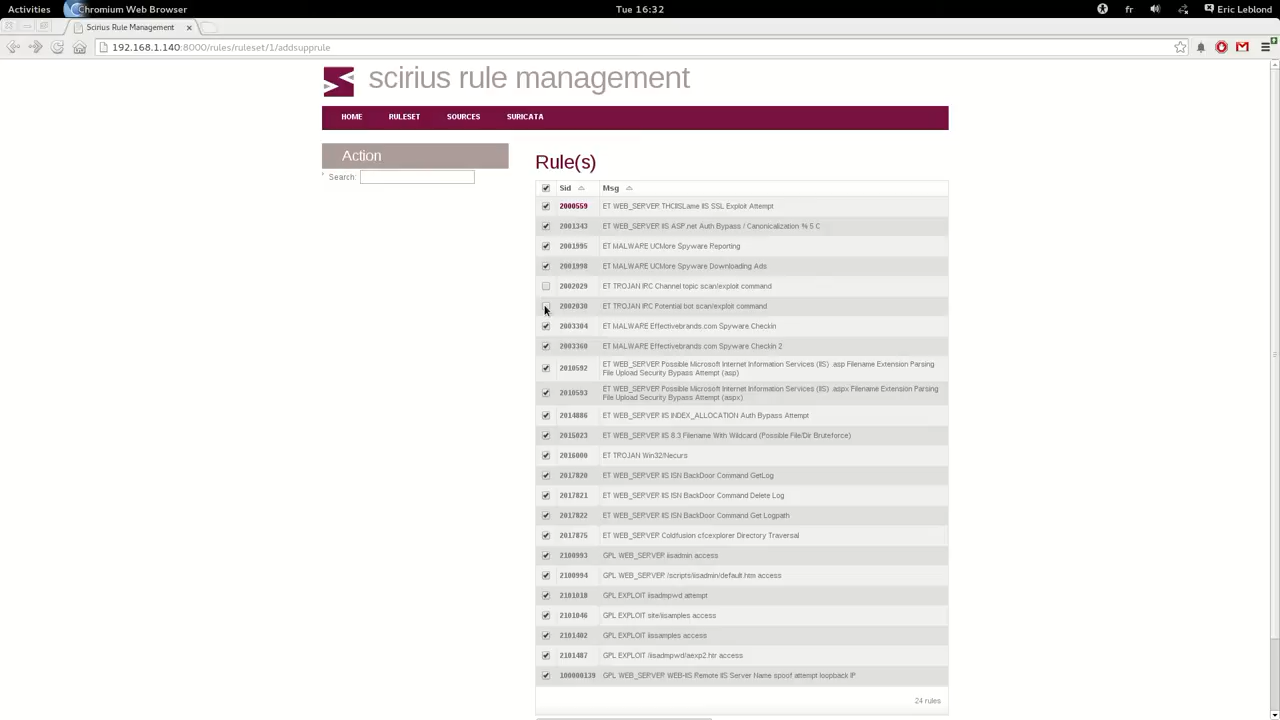 Activities Chromium Web Browser Tue 16:32 fr Eric Leblond
Scirius Rule Management
192.168.1.140:8000/rules/ruleset/1/addsupprule
scirius rule management
HOME RULESET SOURCES SURICATA
Action
Search:
Rule(s)
Sid Msg
2000559 ET WEB_SERVER THCIISLame IIS SSL Exploit Attempt
2001343 ET WEB_SERVER IIS ASP.net Auth Bypass / Canonicalization % 5 C
2001995 ET MALWARE UCMore Spyware Reporting
2001998 ET MALWARE UCMore Spyware Downloading Ads
2002029 ET TROJAN IRC Channel topic scan/exploit command
2002030 ET TROJAN IRC Potential bot scan/exploit command
2003304 ET MALWARE Effectivebrands.com Spyware Checkin
2003360 ET MALWARE Effectivebrands.com Spyware Checkin 2
2010592 ET WEB_SERVER Possible Microsoft Internet Information Services (IIS) .asp Filename Extension Parsing
File Upload Security Bypass Attempt (asp)
2010593 ET WEB_SERVER Possible Microsoft Internet Information Services (IIS) .aspx Filename Extension Parsing
File Upload Security Bypass Attempt (aspx)
2014886 ET WEB_SERVER IIS INDEX_ALLOCATION Auth Bypass Attempt
2015023 ET WEB_SERVER IIS 8.3 Filename With Wildcard (Possible File/Dir Bruteforce)
2016000 ET TROJAN Win32/Necurs
2017820 ET WEB_SERVER IIS ISN BackDoor Command GetLog
2017821 ET WEB_SERVER IIS ISN BackDoor Command Delete Log
2017822 ET WEB_SERVER IIS ISN BackDoor Command Get Logpath
2017875 ET WEB_SERVER Coldfusion cfcexplorer Directory Traversal
2100993 GPL WEB_SERVER iisadmin access
2100994 GPL WEB_SERVER /scripts/iisadmin/default.htm access
2101018 GPL EXPLOIT iisadmpwd attempt
2101046 GPL EXPLOIT site/iisamples access
2101402 GPL EXPLOIT iissamples access
2101487 GPL EXPLOIT /iisadmpwd/aexp2.htr access
100000139 GPL WEB_SERVER WEB-IIS Remote IIS Server Name spoof attempt loopback IP
24 rules